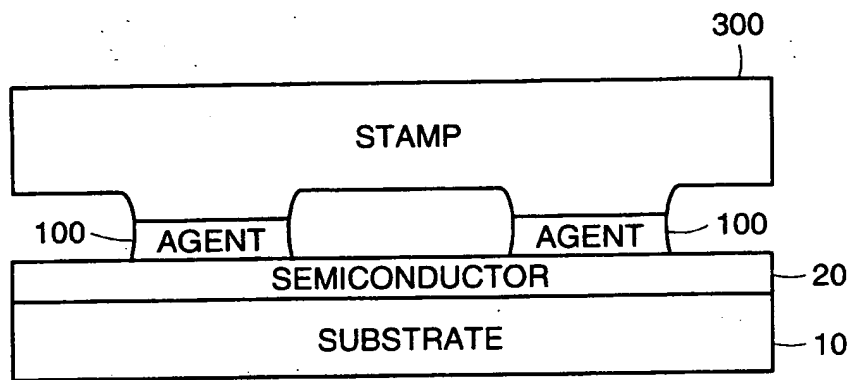 300
STAMP
100 AGENT AGENT 100
SEMICONDUCTOR 20
SUBSTRATE 10